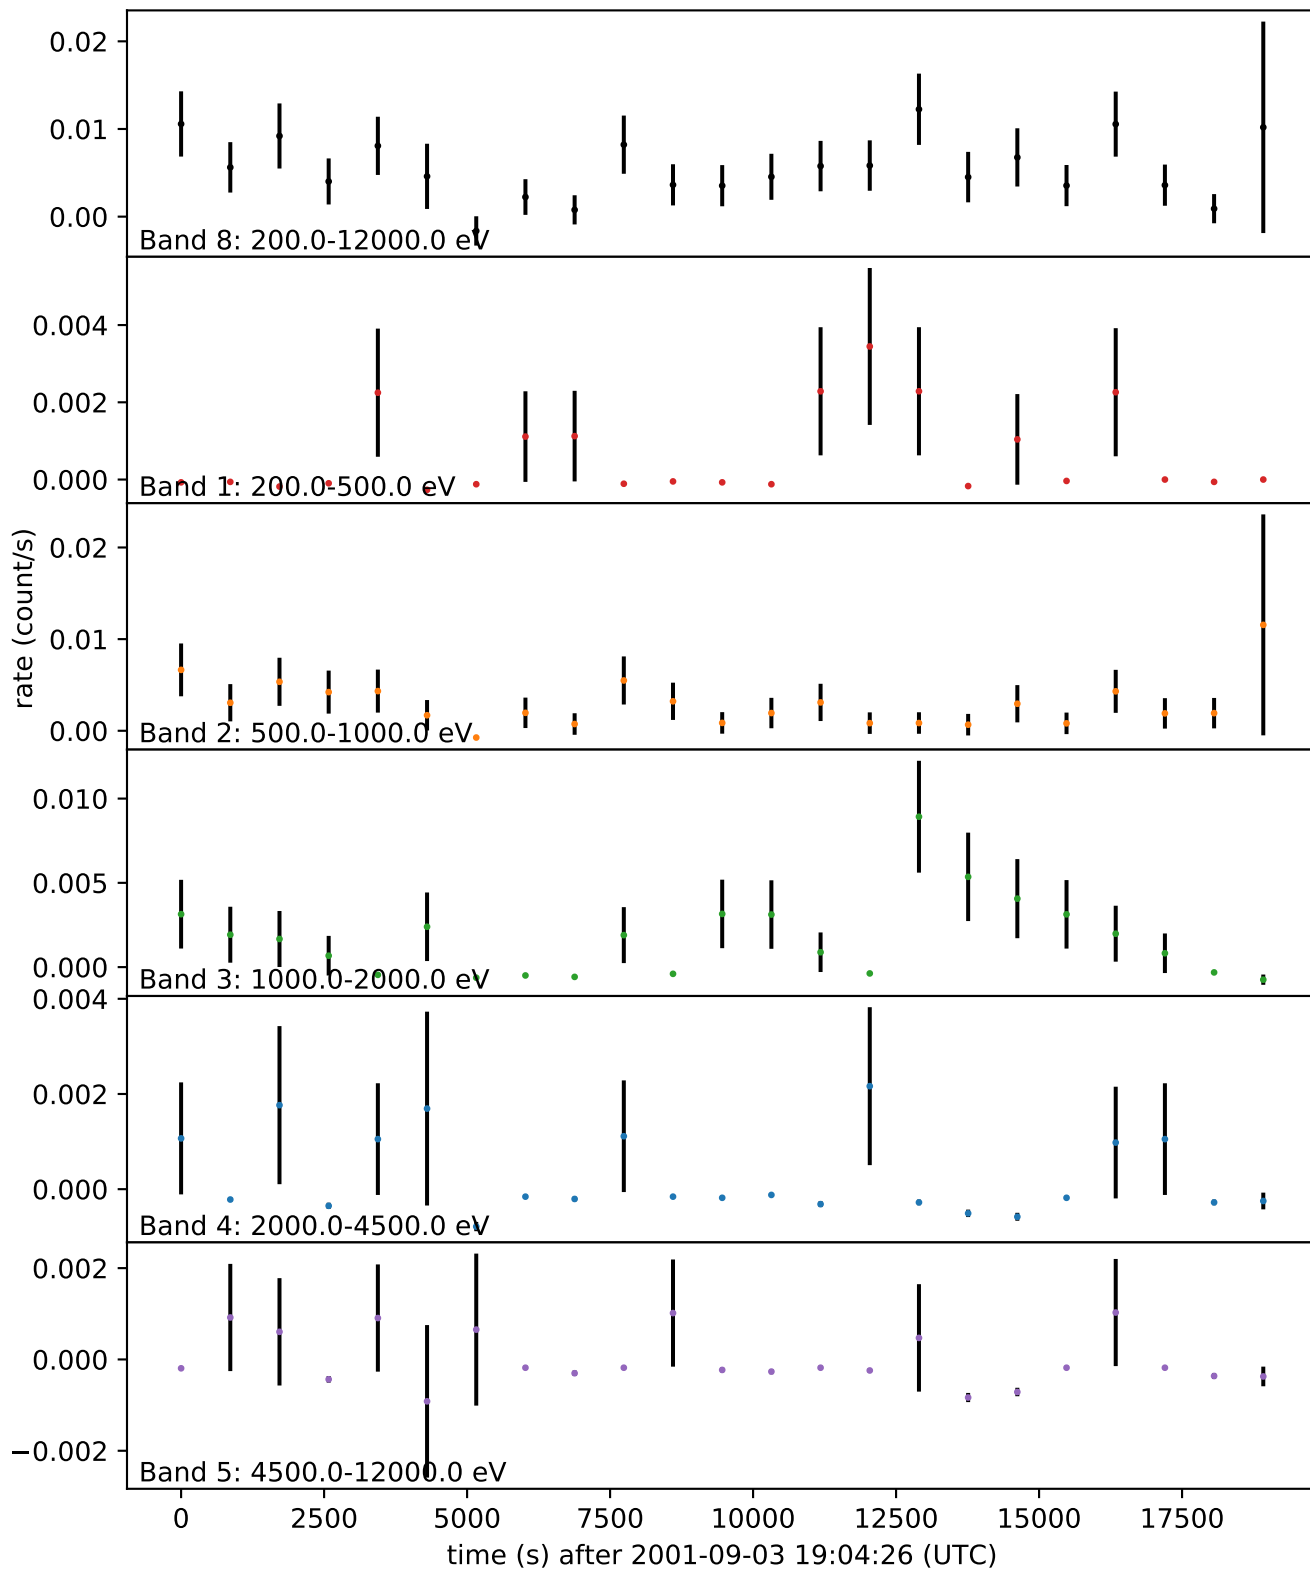 0.02
0.01
0.00
Band 8: 200.0-12000.0 eV
0.004
0.002
0.000
Band 1: 200.0-500.0 eV
0.02
0.01
0.00
Band 2: 500.0-1000.0 eV
rate (count/s)
0.010
0.005
0.000
Band 3: 1000.0-2000.0 eV
0.004
0.002
0.000
Band 4: 2000.0-4500.0 eV
0.002
0.000
−0.002
Band 5: 4500.0-12000.0 eV
0 2500 5000 7500 10000 12500 15000 17500
time (s) after 2001-09-03 19:04:26 (UTC)